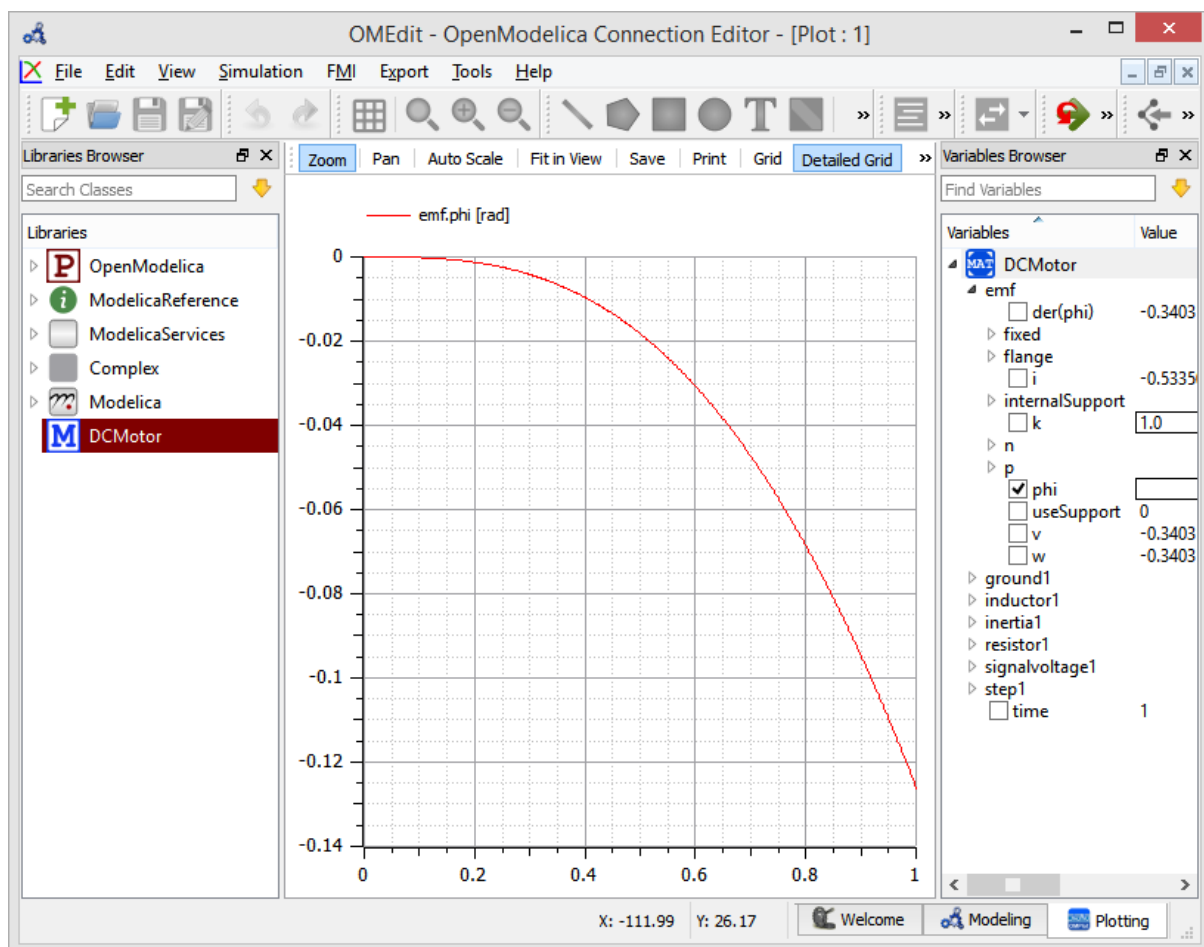 OMEdit - OpenModelica Connection Editor - [Plot : 1]
File Edit View Simulation FMI Export Tools Help
T » » » »
Libraries Browser
Search Classes
Libraries
P OpenModelica
i ModelicaReference
ModelicaServices
Complex
Modelica
M DCMotor
Zoom Pan Auto Scale Fit in View Save Print Grid Detailed Grid »
emf.phi [rad]
0
-0.02
-0.04
-0.06
-0.08
-0.1
-0.12
-0.14
0 0.2 0.4 0.6 0.8 1
Variables Browser
Find Variables
Variables Value
MAT DCMotor
emf
der(phi) -0.3403
fixed
flange
i -0.5335
internalSupport
k 1.0
n
p
phi
useSupport 0
v -0.3403
w -0.3403
ground1
inductor1
inertia1
resistor1
signalvoltage1
step1
time 1
X: -111.99 Y: 26.17 Welcome Modeling Plotting